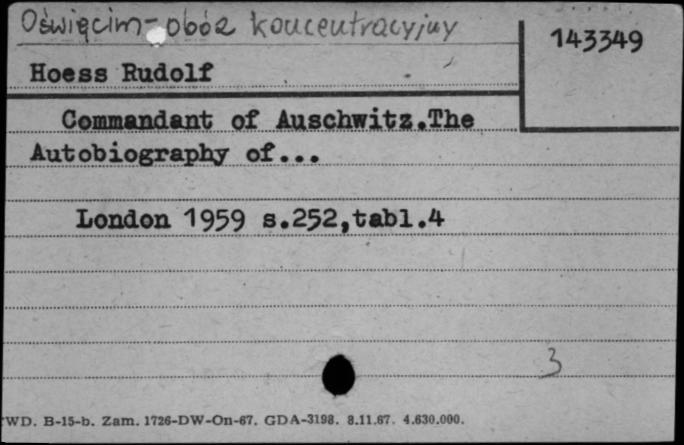 Oświęcim - obóz koncentracyjny
143349
Hoess Rudolf
Commandant of Auschwitz.The
Autobiography of...
London 1959 s.252,tabl.4
3
WD. B-15-b. Zam. 1726-DW-On-67. GDA-3198. 8.11.67. 4.630.000.